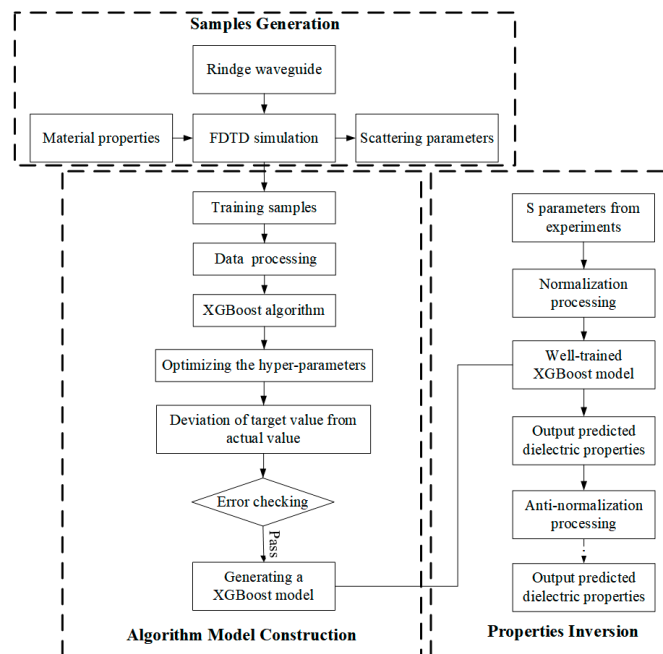 Samples Generation
Rindge waveguide
Material properties
FDTD simulation
Scattering parameters
Training samples
Data processing
XGBoost algorithm
Optimizing the hyper-parameters
Deviation of target value from
actual value
Error checking
Pass
Generating a
XGBoost model
Algorithm Model Construction
S parameters from
experiments
Normalization
processing
Well-trained
XGBoost model
Output predicted
dielectric properties
Anti-normalization
processing
Output predicted
dielectric properties
Properties Inversion